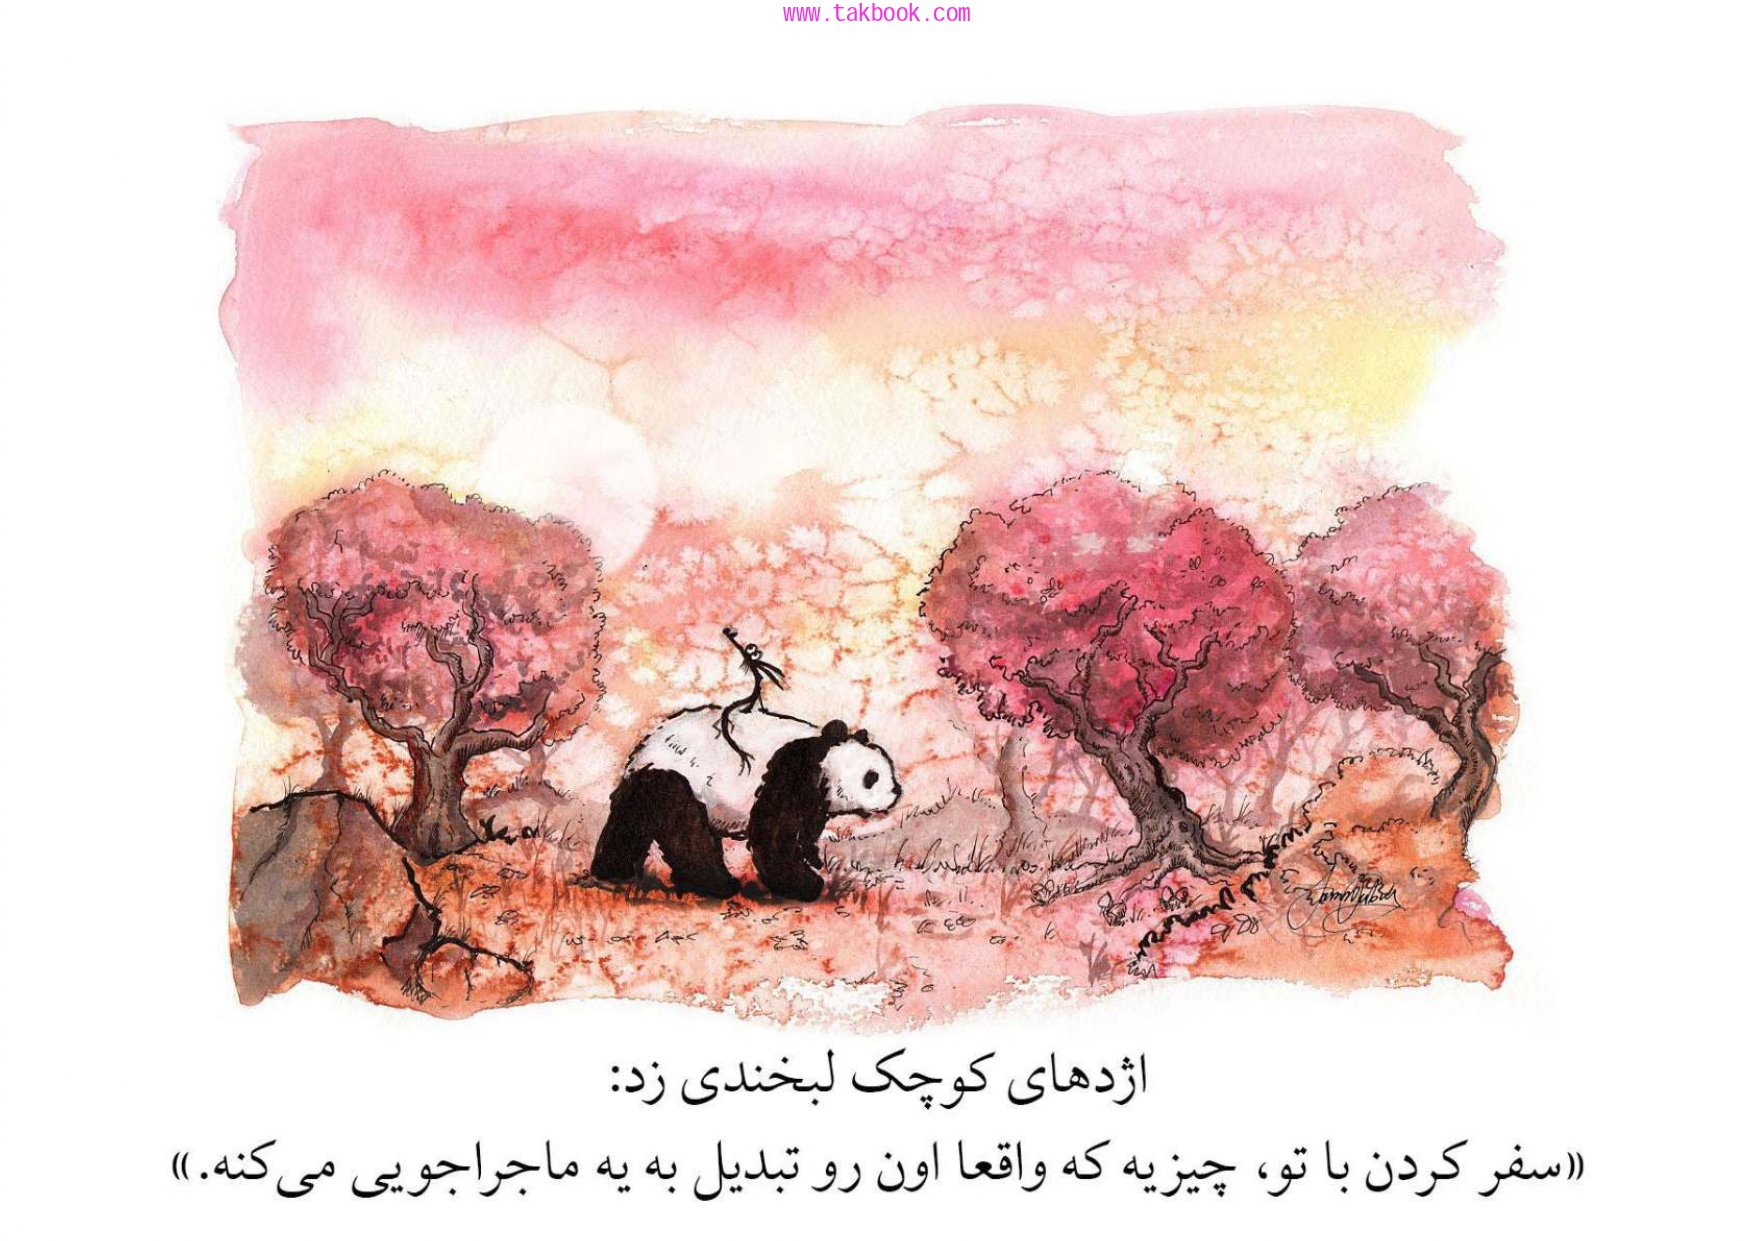 www.takbook.com
اژدهای کوچک لبخندی زد:
«سفر کردن با تو، چیزیه که واقعا اون رو تبدیل به یه ماجراجویی می‌کنه.»